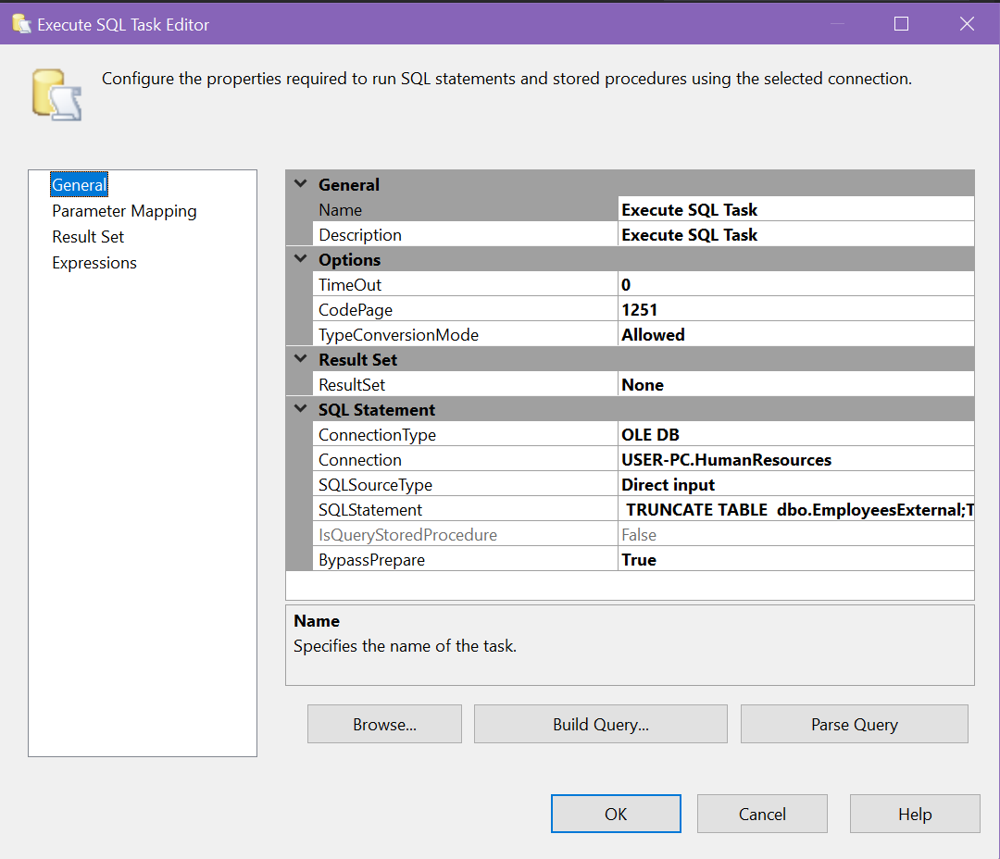 Execute SQL Task Editor
Configure the properties required to run SQL statements and stored procedures using the selected connection.
General
Parameter Mapping
Result Set
Expressions
General
Name Execute SQL Task
Description Execute SQL Task
Options
TimeOut 0
CodePage 1251
TypeConversionMode Allowed
Result Set
ResultSet None
SQL Statement
ConnectionType OLE DB
Connection USER-PC.HumanResources
SQLSourceType Direct input
SQLStatement TRUNCATE TABLE dbo.EmployeesExternal;T
IsQueryStoredProcedure False
BypassPrepare True
Name
Specifies the name of the task.
Browse... Build Query... Parse Query
OK Cancel Help